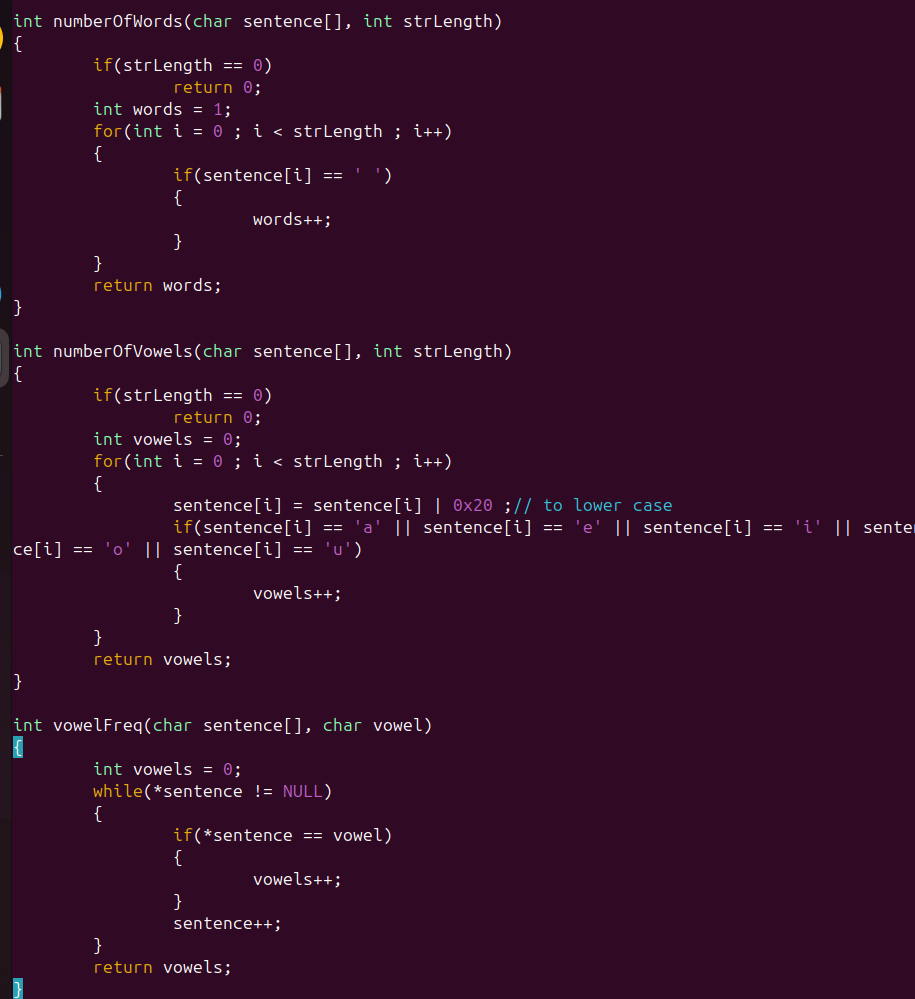 int numberOfWords(char sentence[], int strLength)
{
        if(strLength == 0)
                return 0;
        int words = 1;
        for(int i = 0 ; i < strLength ; i++)
        {
                if(sentence[i] == ' ')
                {
                        words++;
                }
        }
        return words;
}

int numberOfVowels(char sentence[], int strLength)
{
        if(strLength == 0)
                return 0;
        int vowels = 0;
        for(int i = 0 ; i < strLength ; i++)
        {
                sentence[i] = sentence[i] | 0x20 ;// to lower case
                if(sentence[i] == 'a' || sentence[i] == 'e' || sentence[i] == 'i' || senten
ce[i] == 'o' || sentence[i] == 'u')
                {
                        vowels++;
                }
        }
        return vowels;
}

int vowelFreq(char sentence[], char vowel)
{
        int vowels = 0;
        while(*sentence != NULL)
        {
                if(*sentence == vowel)
                {
                        vowels++;
                }
                sentence++;
        }
        return vowels;
}